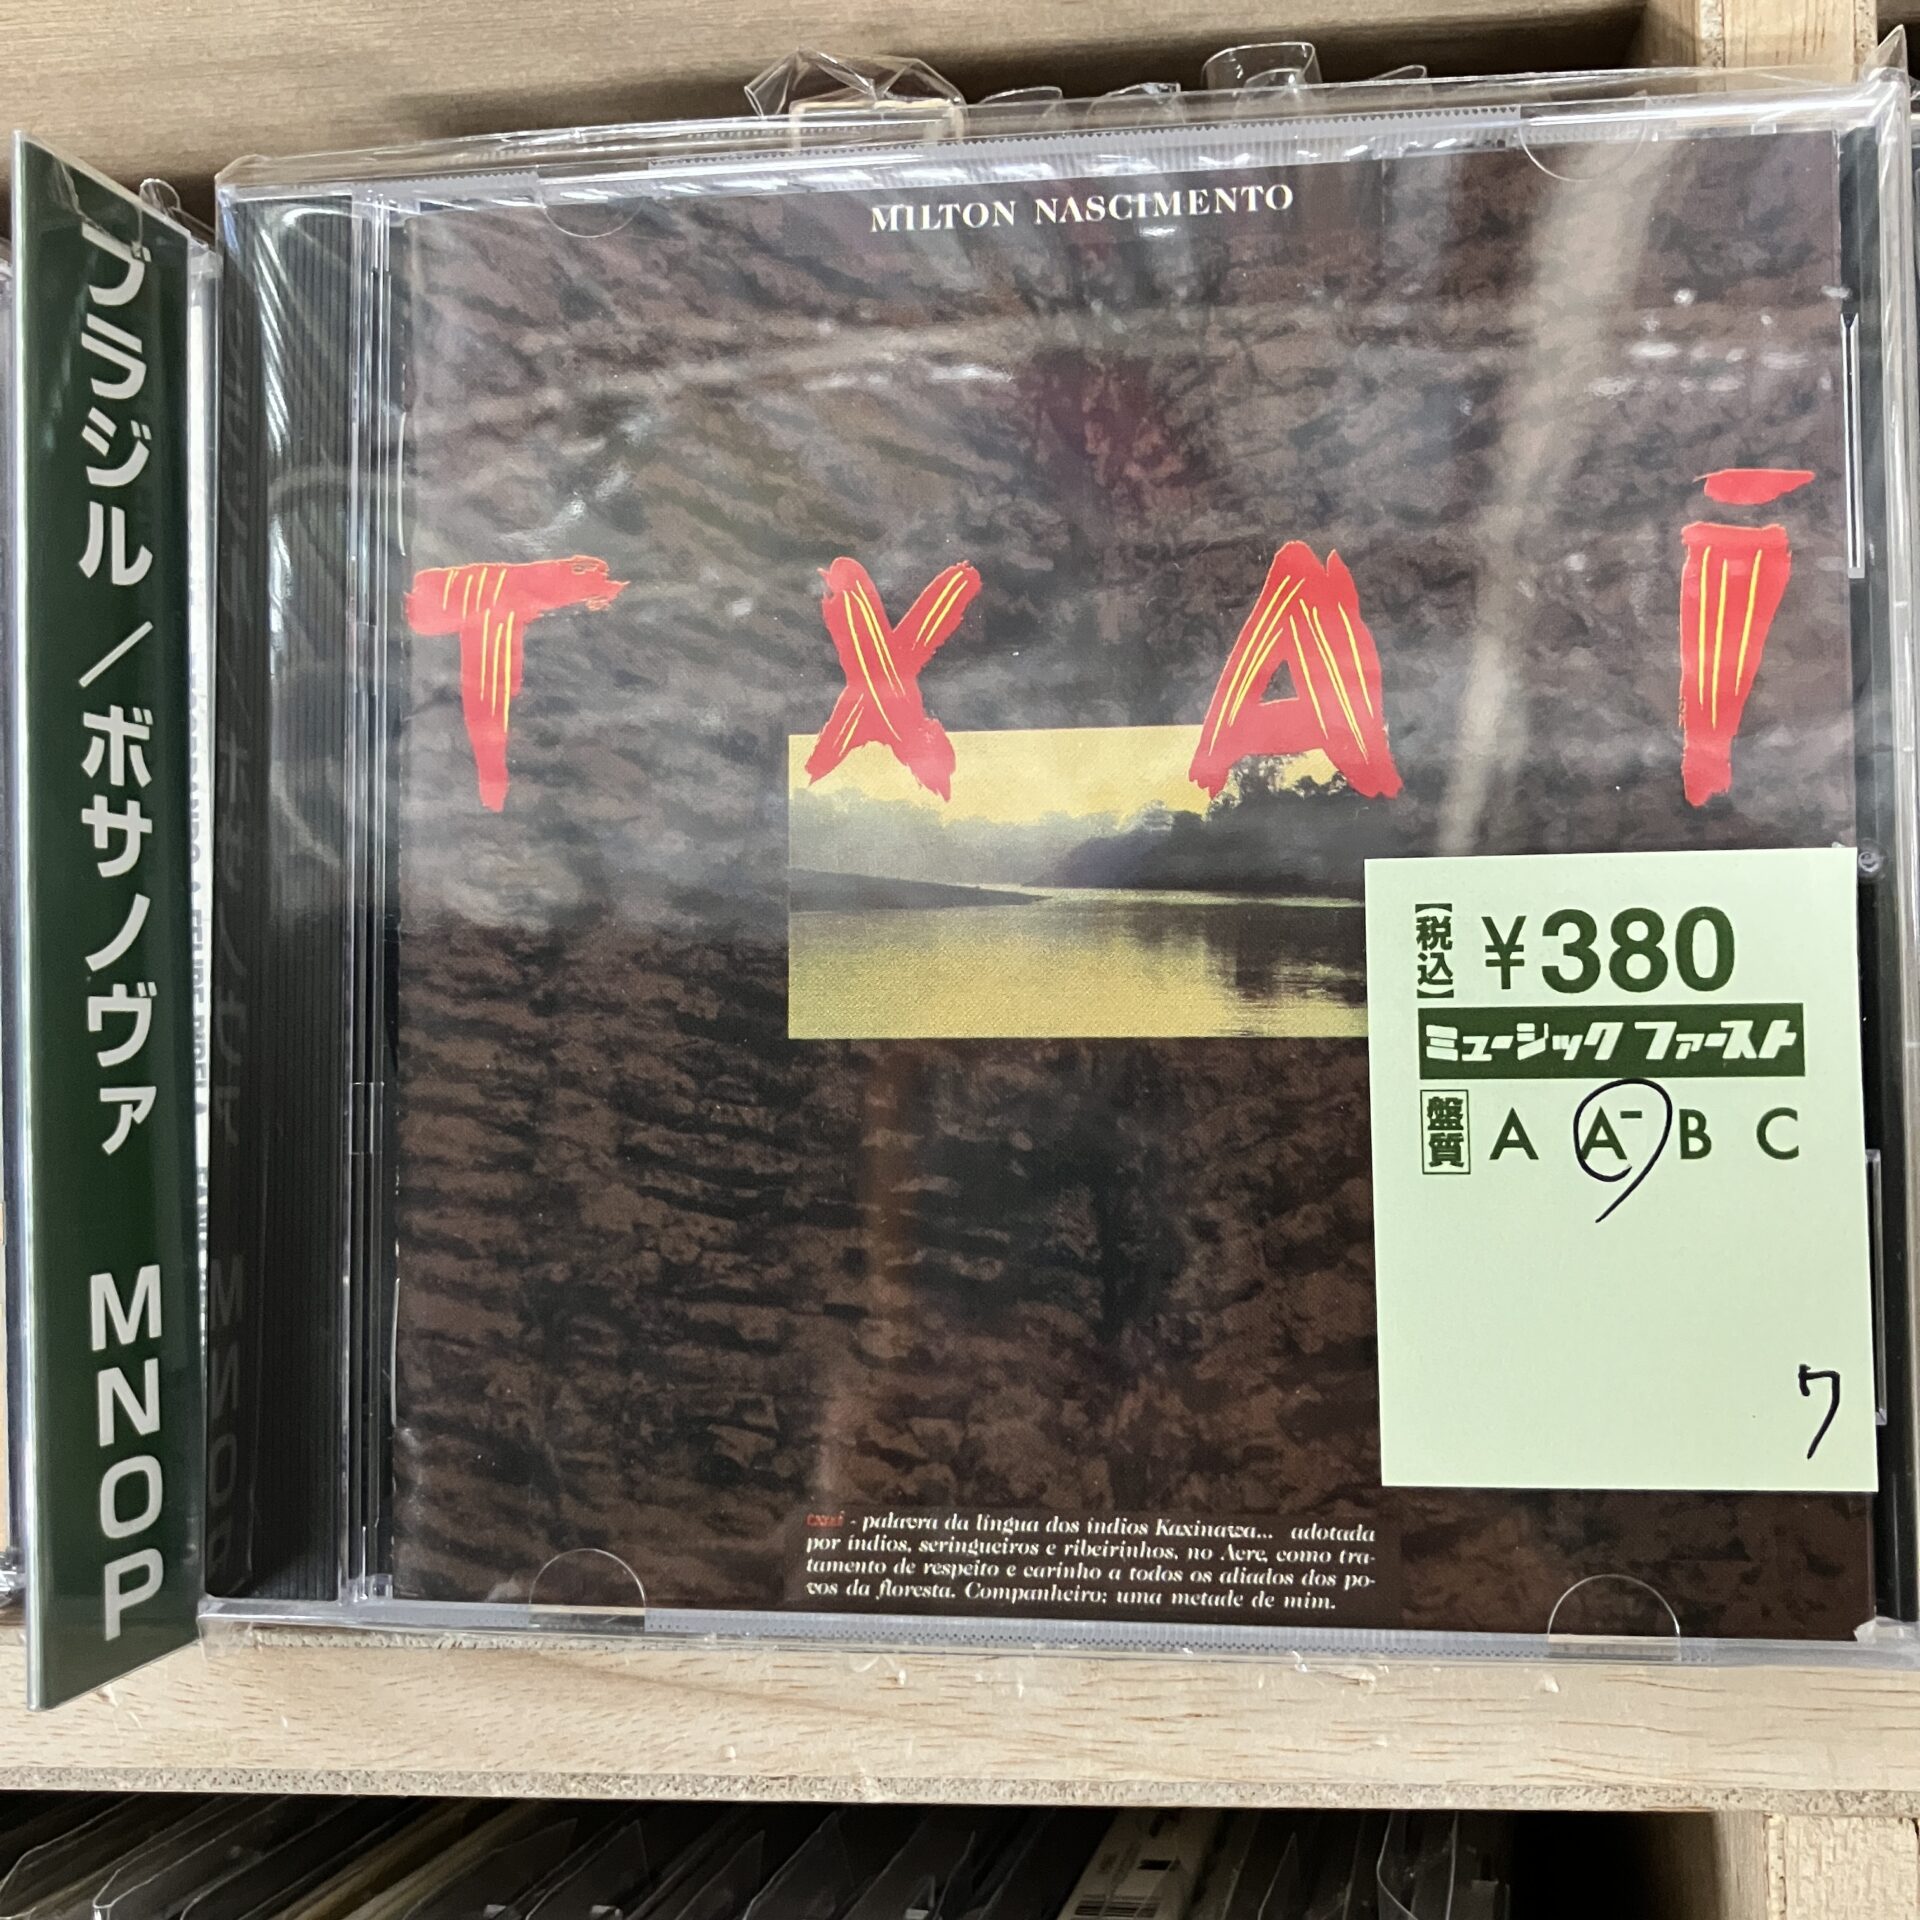 ブラジル/ボサノヴァ MNOP
MILTON NASCIMENTO
TXAI
【税込】 ¥380
ミュージック ファースト
盤質 A A- B C
7
txai - palavra da língua dos índios Kaxinawa... adotada
por índios, seringueiros e ribeirinhos, no Acre, como tra-
tamento de respeito e carinho a todos os aliados dos po-
vos da floresta. Companheiro: uma metade de mim.